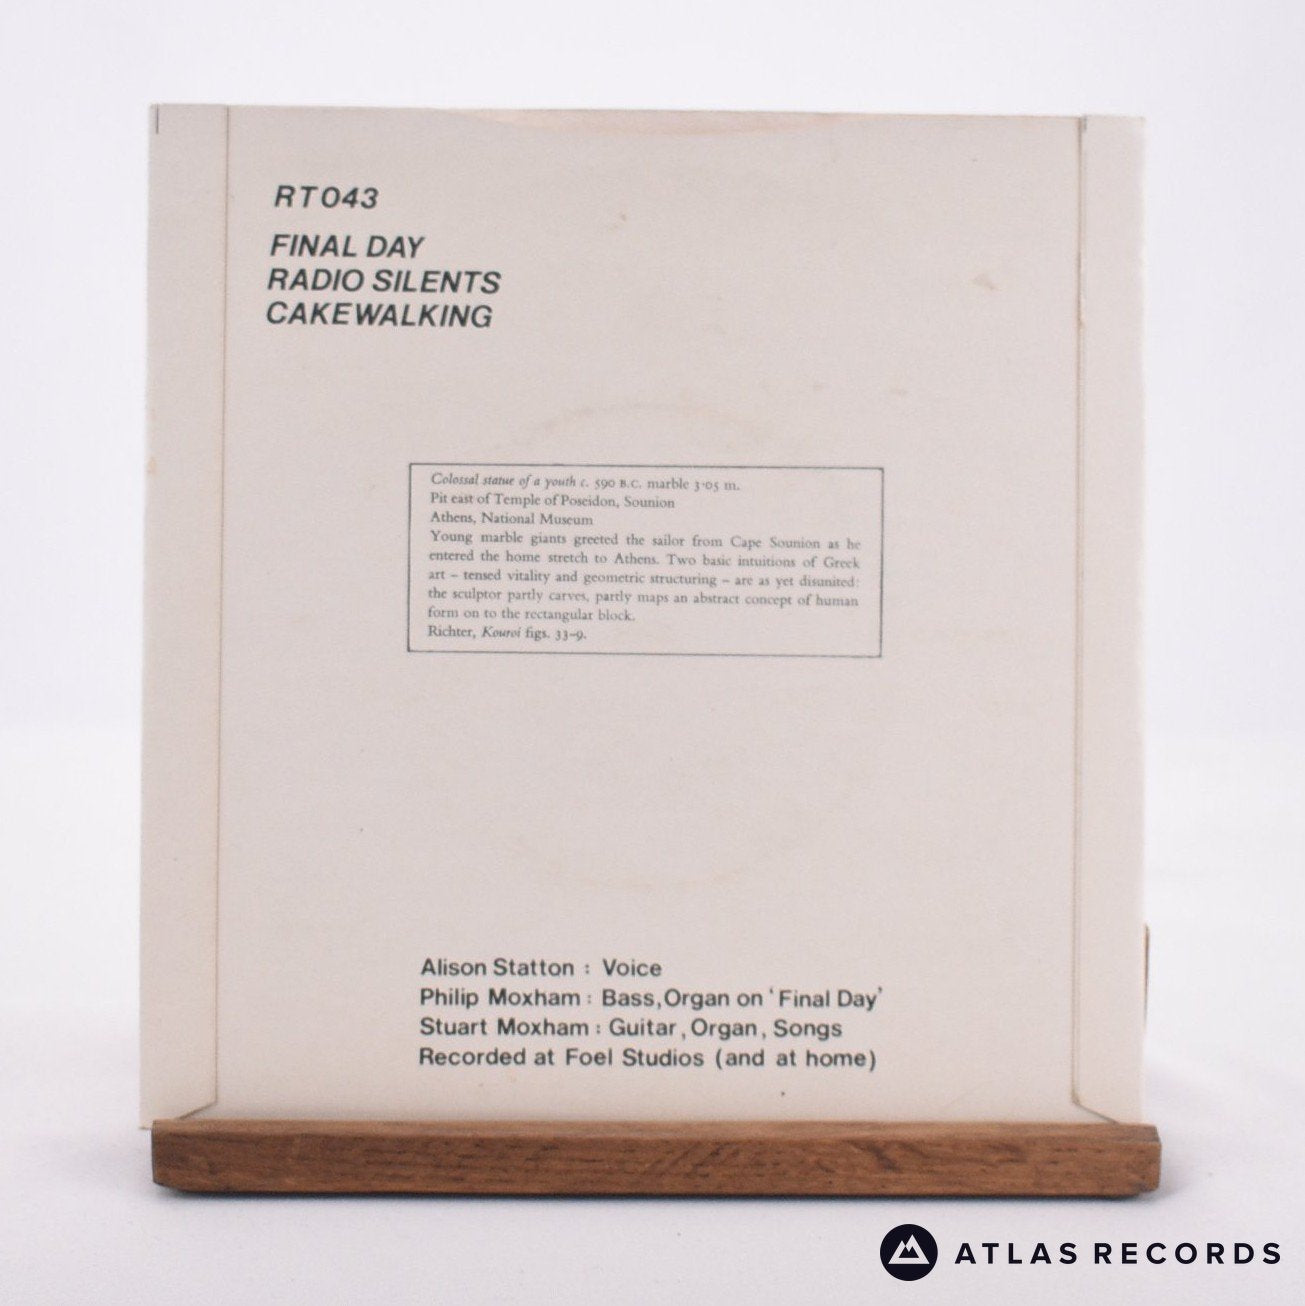 RT043
FINAL DAY
RADIO SILENTS
CAKEWALKING
Colossal statue of a youth c. 590 B.C. marble 3·05 m.
Pit east of Temple of Poseidon, Sounion
Athens, National Museum
Young marble giants greeted the sailor from Cape Sounion as he
entered the home stretch to Athens. Two basic intuitions of Greek
art – tensed vitality and geometric structuring – are as yet disunited:
the sculptor partly carves, partly maps an abstract concept of human
form on to the rectangular block.
Richter, Kouroi figs. 33–9.
Alison Statton : Voice
Philip Moxham : Bass, Organ on 'Final Day'
Stuart Moxham : Guitar, Organ, Songs
Recorded at Foel Studios (and at home)
ATLAS RECORDS